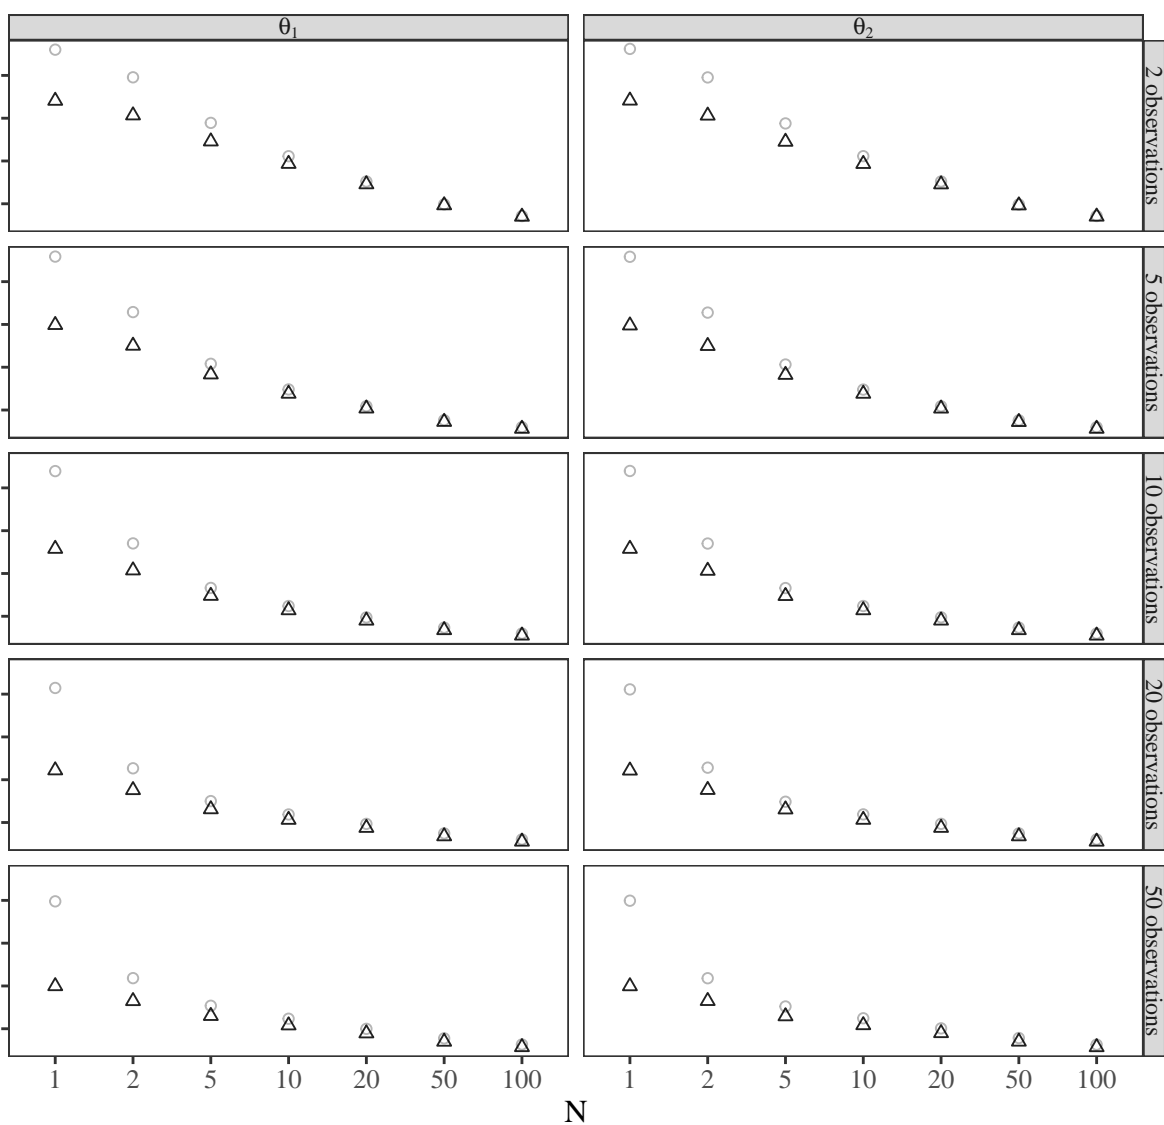 θ₁
θ₂
2 observations
5 observations
10 observations
20 observations
50 observations
1 2 5 10 20 50 100
1 2 5 10 20 50 100
N